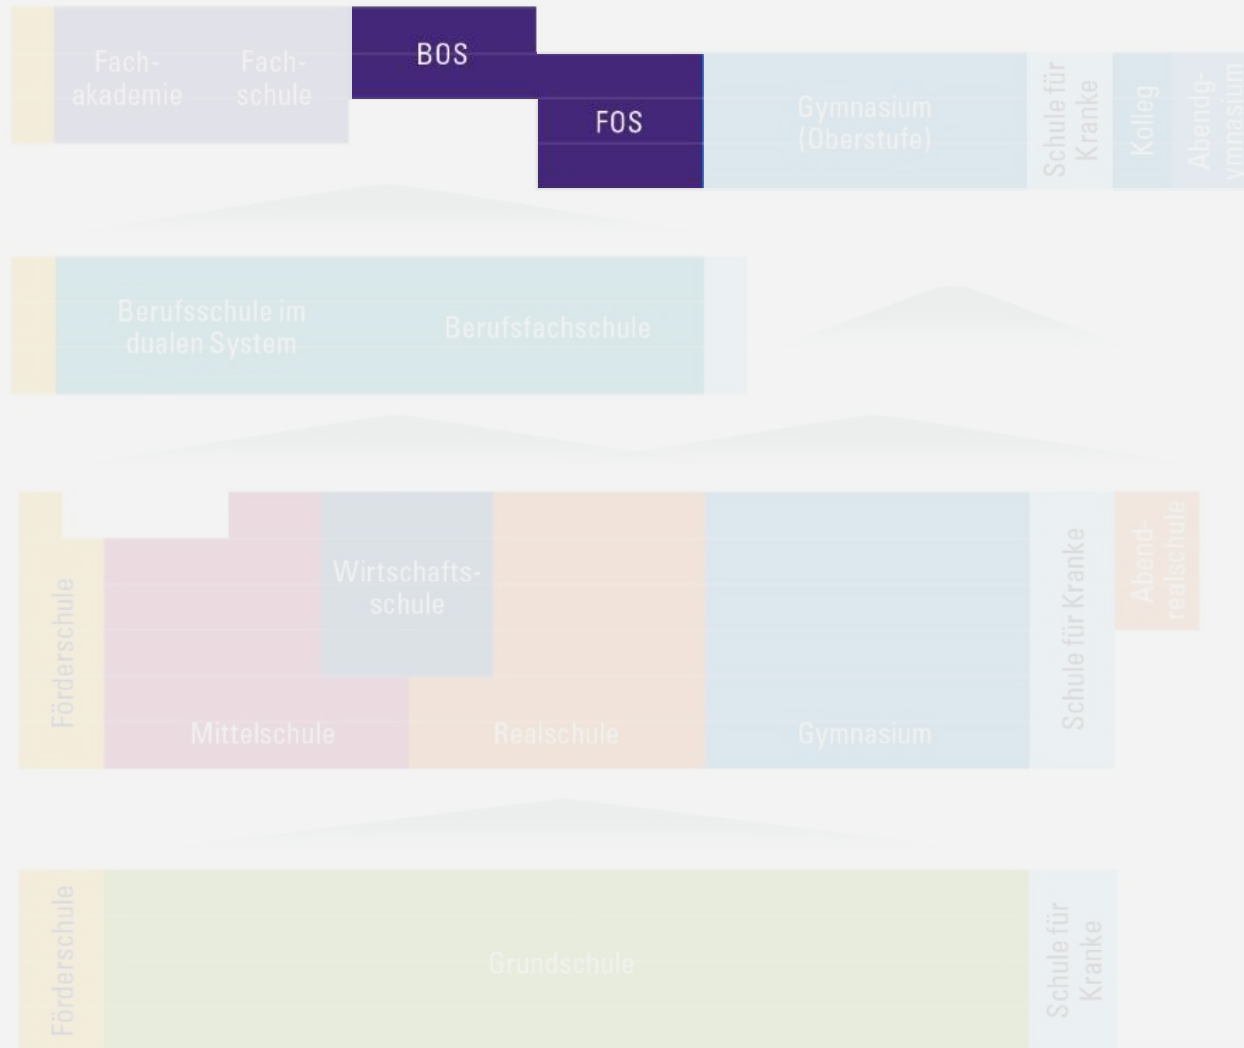 Fach-
akademie
Fach-
schule
BOS
FOS
Gymnasium
(Oberstufe)
Schule für
Kranke
Kolleg
Abendg-
ymnasium
Berufsschule im
dualen System
Berufsfachschule
Förderschule
Mittelschule
Wirtschafts-
schule
Realschule
Gymnasium
Schule für Kranke
Abend-
realschule
Förderschule
Grundschule
Schule für
Kranke